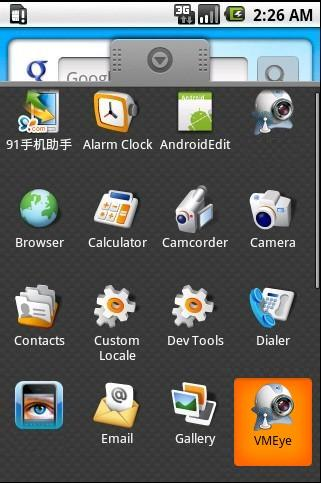 3G
2:26 AM
Goog
91手机助手
Alarm Clock
AndroidEdit
Browser
Calculator
Camcorder
Camera
Contacts
Custom
Locale
Dev Tools
Dialer
@
Email
Gallery
VMEye